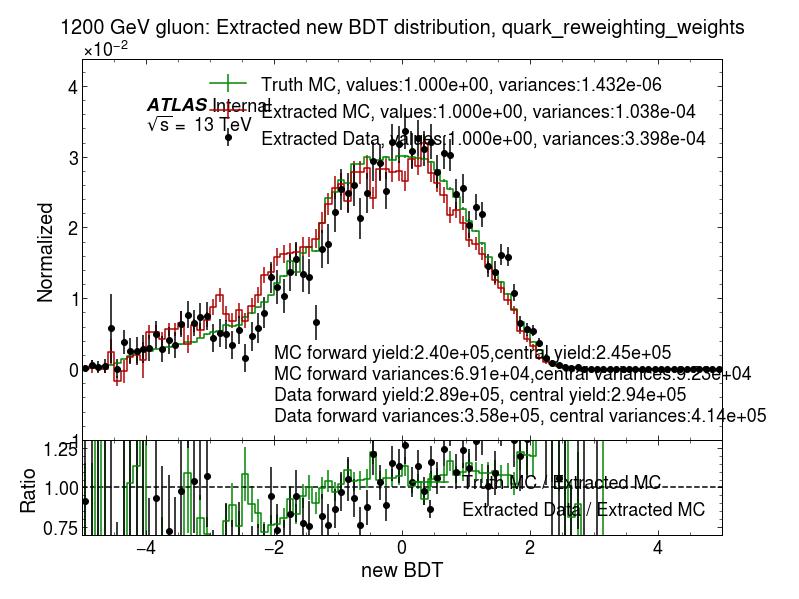 1200 GeV gluon: Extracted new BDT distribution, quark_reweighting_weights
×10⁻²
Truth MC, values:1.000e+00, variances:1.432e-06
ATLAS Internal
Extracted MC, values:1.000e+00, variances:1.038e-04
√s = 13 TeV
Extracted Data, values:1.000e+00, variances:3.398e-04
4
3
2
1
0
Normalized
MC forward yield:2.40e+05,central yield:2.45e+05
MC forward variances:6.91e+04,central variances:9.23e+04
Data forward yield:2.89e+05, central yield:2.94e+05
Data forward variances:3.58e+05, central variances:4.14e+05
1.25
1.00
0.75
Ratio
Truth MC / Extracted MC
Extracted Data / Extracted MC
−4 −2 0 2 4
new BDT